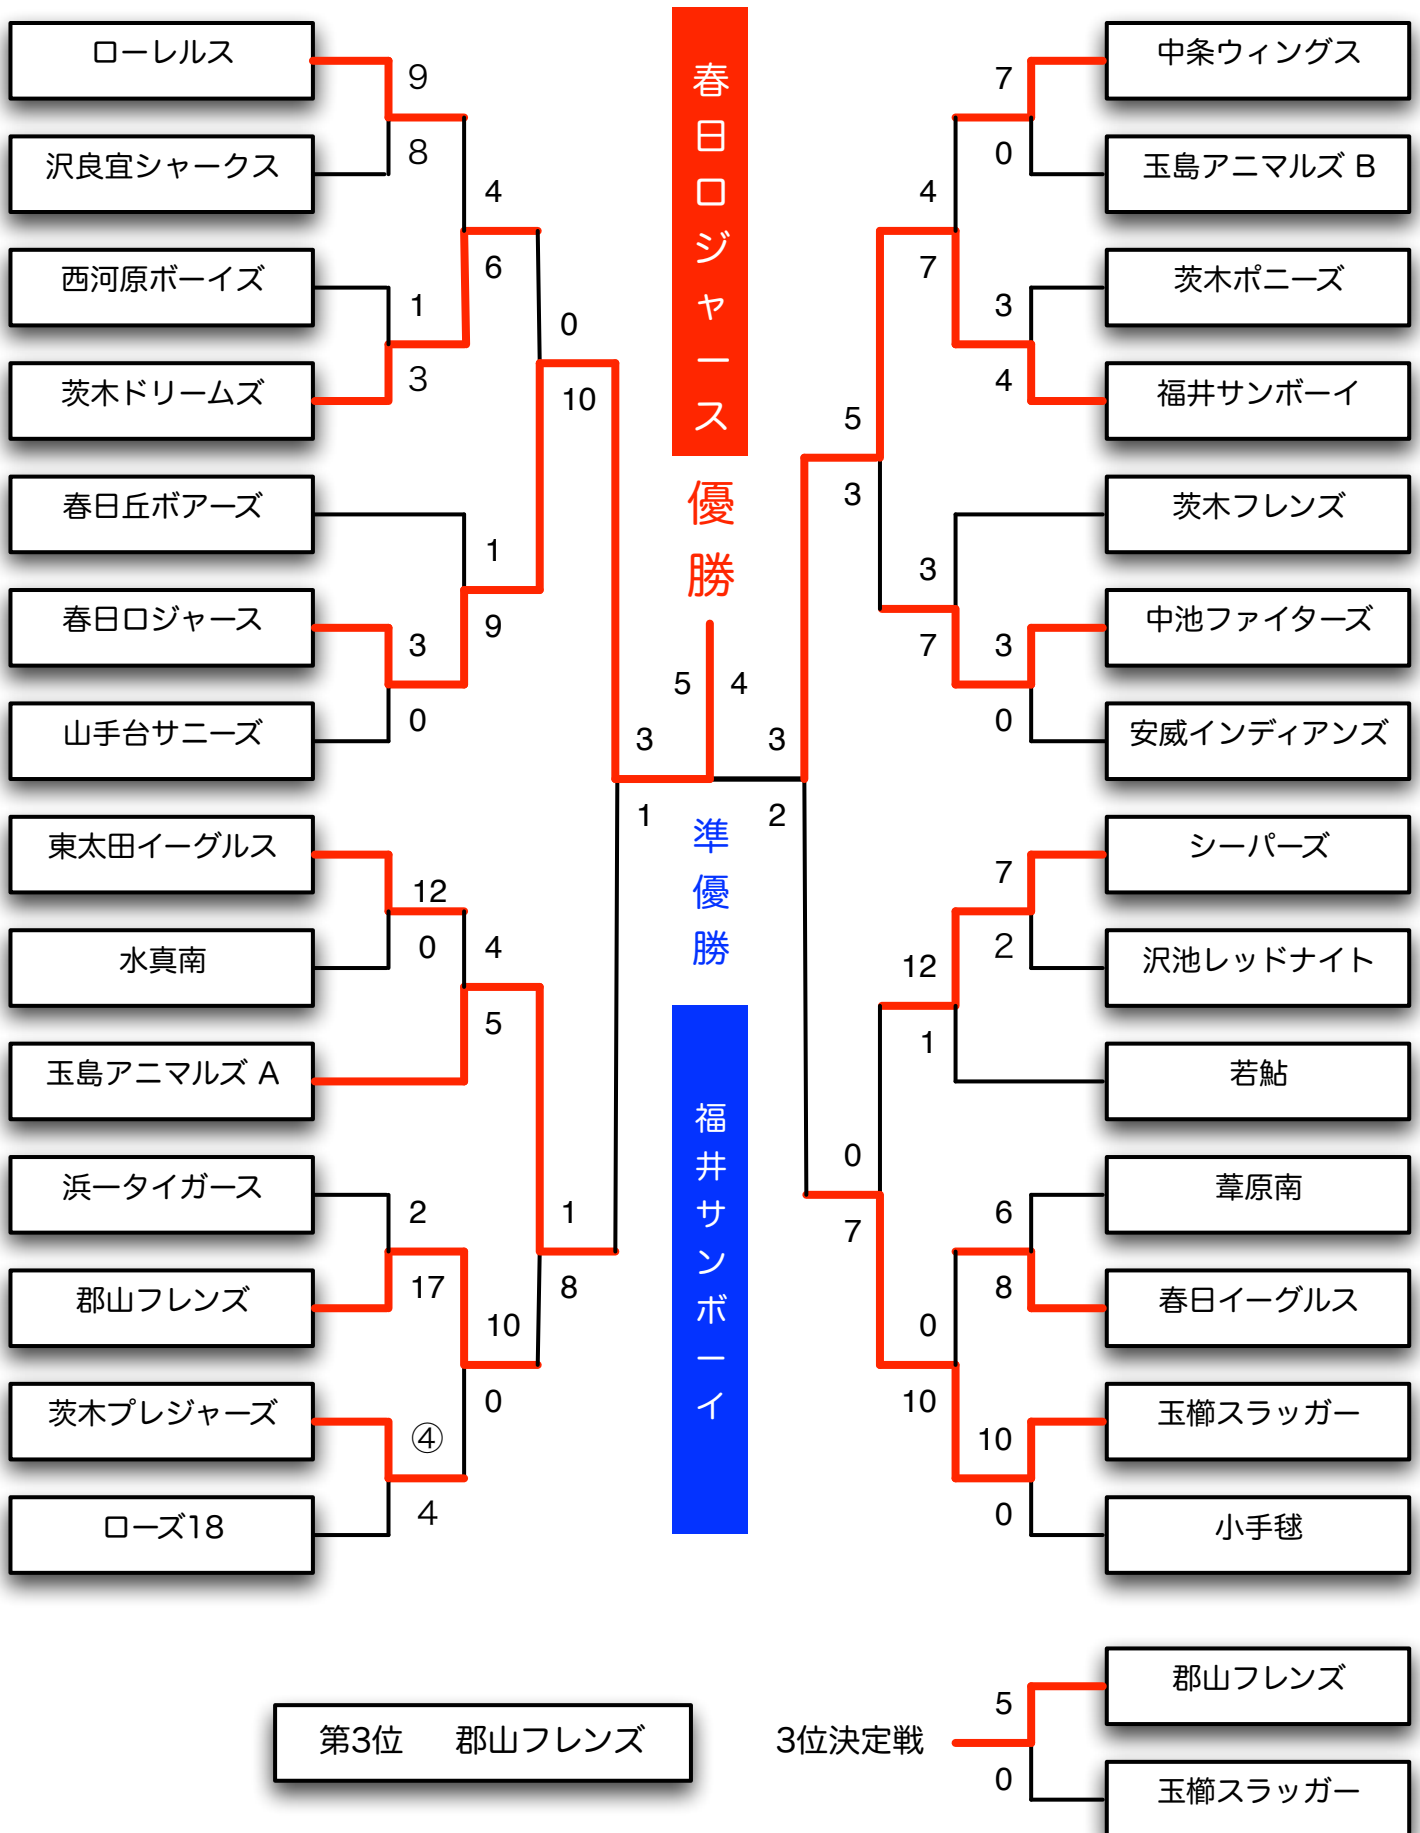 ローレルス
9
沢良宜シャークス
8
4
西河原ボーイズ
6
1
茨木ドリームズ
3
0
10
春日丘ボアーズ
1
春日ロジャース
9
3
山手台サニーズ
0
3
1
東太田イーグルス
12
水真南
0
4
玉島アニマルズ A
5
浜一タイガース
2
郡山フレンズ
17
1
8
10
0
茨木プレジャーズ
④
ローズ18
4
春日ロジャース
優勝
5 4
準優勝
福井サンボーイ
中条ウィングス
7
玉島アニマルズ B
0
4
茨木ポニーズ
7
3
福井サンボーイ
4
5
3
茨木フレンズ
3
中池ファイターズ
7
3
安威インディアンズ
0
3
2
シーパーズ
7
沢池レッドナイト
2
12
若鮎
1
0
7
葦原南
6
春日イーグルス
8
0
10
玉櫛スラッガー
10
小手毬
0
第3位 郡山フレンズ
3位決定戦
郡山フレンズ
5
玉櫛スラッガー
0